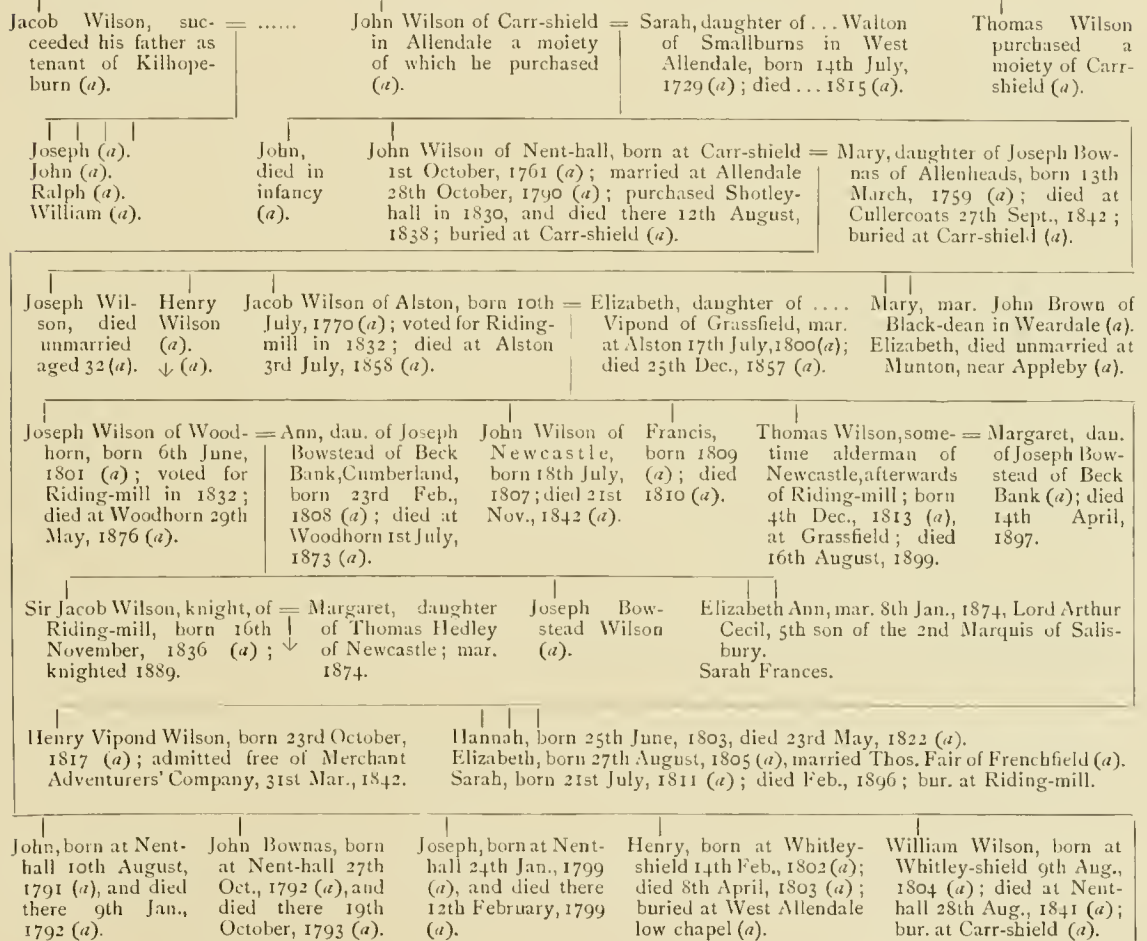 Jacob Wilson, suc-
ceeded his father as
tenant of Kilhope-
burn (a).
= ......
John Wilson of Carr-shield
in Allendale a moiety
of which he purchased
(a).
= Sarah, daughter of ... Walton
of Smallburns in West
Allendale, born 14th July,
1729 (a) ; died ... 1815 (a).
Thomas Wilson
purchased a
moiety of Carr-
shield (a).
Joseph (a).
John (a).
Ralph (a).
William (a).
John,
died in
infancy
(a).
John Wilson of Nent-hall, born at Carr-shield
1st October, 1761 (a) ; married at Allendale
28th October, 1790 (a) ; purchased Shotley-
hall in 1830, and died there 12th August,
1838 ; buried at Carr-shield (a).
= Mary, daughter of Joseph Bow-
nas of Allenheads, born 13th
March, 1759 (a) ; died at
Cullercoats 27th Sept., 1842 ;
buried at Carr-shield (a).
Joseph Wil-
son, died
unmarried
aged 32 (a).
Henry
Wilson
(a).
↓ (a).
Jacob Wilson of Alston, born 10th
July, 1770 (a) ; voted for Riding-
mill in 1832 ; died at Alston
3rd July, 1858 (a).
= Elizabeth, daughter of ....
Vipond of Grassfield, mar.
at Alston 17th July, 1800 (a) ;
died 25th Dec., 1857 (a).
Mary, mar. John Brown of
Black-dean in Weardale (a).
Elizabeth, died unmarried at
Munton, near Appleby (a).
Joseph Wilson of Wood-
horn, born 6th June,
1801 (a) ; voted for
Riding-mill in 1832 ;
died at Woodhorn 29th
May, 1876 (a).
= Ann, dau. of Joseph
Bowstead of Beck
Bank, Cumberland,
born 23rd Feb.,
1808 (a) ; died at
Woodhorn 1st July,
1873 (a).
John Wilson of
Newcastle,
born 18th July,
1807 ; died 21st
Nov., 1842 (a).
Francis,
born 1809
(a) ; died
1810 (a).
Thomas Wilson, some-
time alderman of
Newcastle, afterwards
of Riding-mill ; born
4th Dec., 1813 (a),
at Grassfield ; died
16th August, 1899.
= Margaret, dau.
of Joseph Bow-
stead of Beck
Bank (a) ; died
14th April,
1897.
Sir Jacob Wilson, knight, of
Riding-mill, born 16th
November, 1836 (a) ;
knighted 1889.
=
↓
Margaret, daughter
of Thomas Hedley
of Newcastle ; mar.
1874.
Joseph Bow-
stead Wilson
(a).
Elizabeth Ann, mar. 8th Jan., 1874, Lord Arthur
Cecil, 5th son of the 2nd Marquis of Salis-
bury.
Sarah Frances.
Henry Vipond Wilson, born 23rd October,
1817 (a) ; admitted free of Merchant
Adventurers' Company, 31st Mar., 1842.
Hannah, born 25th June, 1803, died 23rd May, 1822 (a).
Elizabeth, born 27th August, 1805 (a), married Thos. Fair of Frenchfield (a).
Sarah, born 21st July, 1811 (a) ; died Feb., 1896 ; bur. at Riding-mill.
John, born at Nent-
hall 10th August,
1791 (a), and died
there 9th Jan.,
1792 (a).
John Bownas, born
at Nent-hall 27th
Oct., 1792 (a), and
died there 19th
October, 1793 (a).
Joseph, born at Nent-
hall 24th Jan., 1799
(a), and died there
12th February, 1799
(a).
Henry, born at Whitley-
shield 14th Feb., 1802 (a) ;
died 8th April, 1803 (a) ;
buried at West Allendale
low chapel (a).
William Wilson, born at
Whitley-shield 9th Aug.,
1804 (a) ; died at Nent-
hall 28th Aug., 1841 (a) ;
bur. at Carr-shield (a).